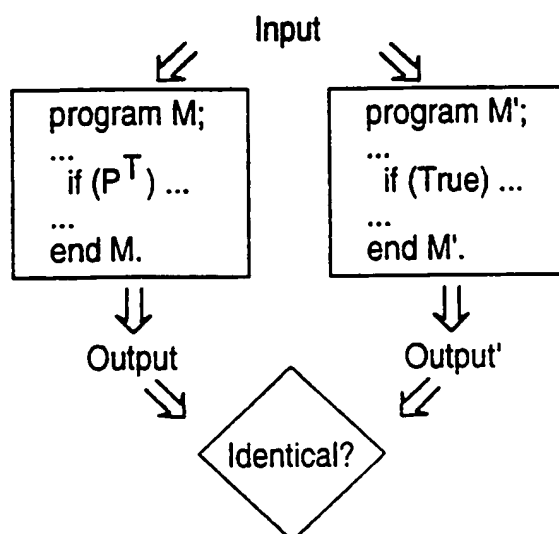 Input
program M;
...
if (P^T) ...
...
end M.
program M';
...
if (True) ...
...
end M'.
Output
Output'
Identical?